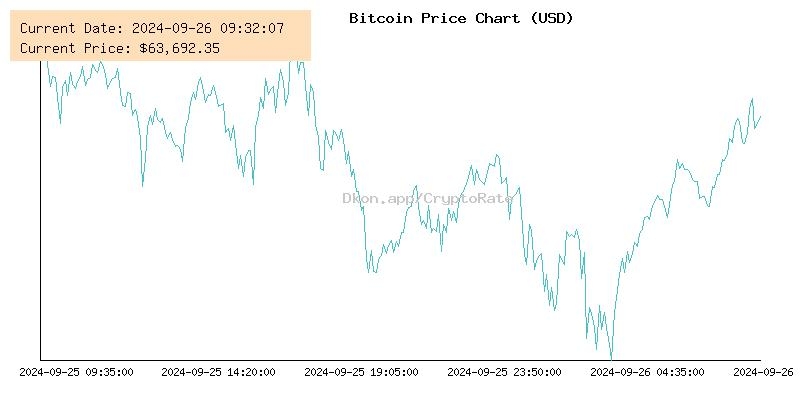 Bitcoin Price Chart (USD)
Current Date: 2024-09-26 09:32:07
Current Price: $63,692.35
Dkon.app/CryptoRate
2024-09-25 09:35:00 2024-09-25 14:20:00 2024-09-25 19:05:00 2024-09-25 23:50:00 2024-09-26 04:35:00 2024-09-26